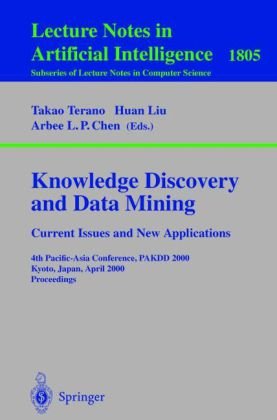 Lecture Notes in
Artificial Intelligence 1805
Subseries of Lecture Notes in Computer Science
Takao Terano Huan Liu
Arbee L. P. Chen (Eds.)
Knowledge Discovery
and Data Mining
Current Issues and New Applications
4th Pacific-Asia Conference, PAKDD 2000
Kyoto, Japan, April 2000
Proceedings
Springer